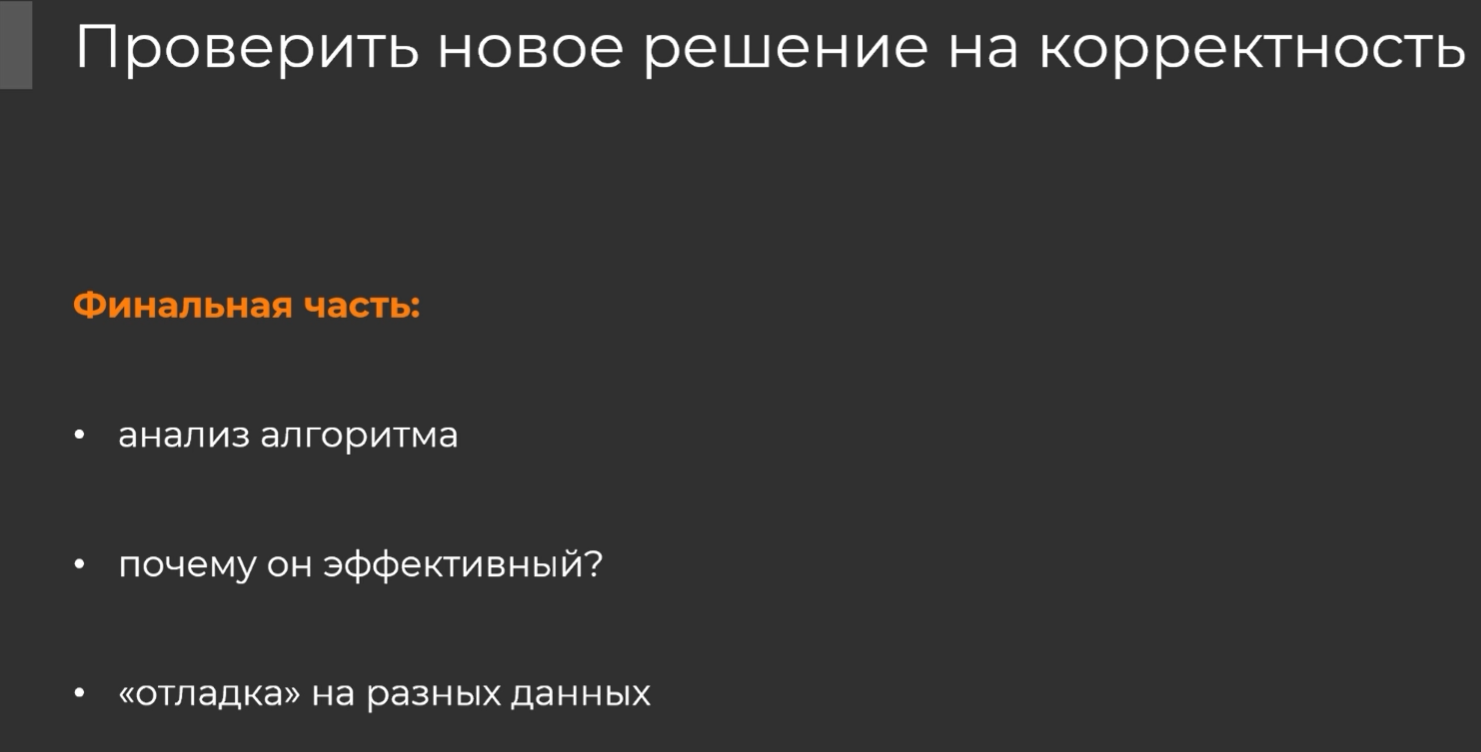 Проверить новое решение на корректность
Финальная часть:
• анализ алгоритма
• почему он эффективный?
• «отладка» на разных данных